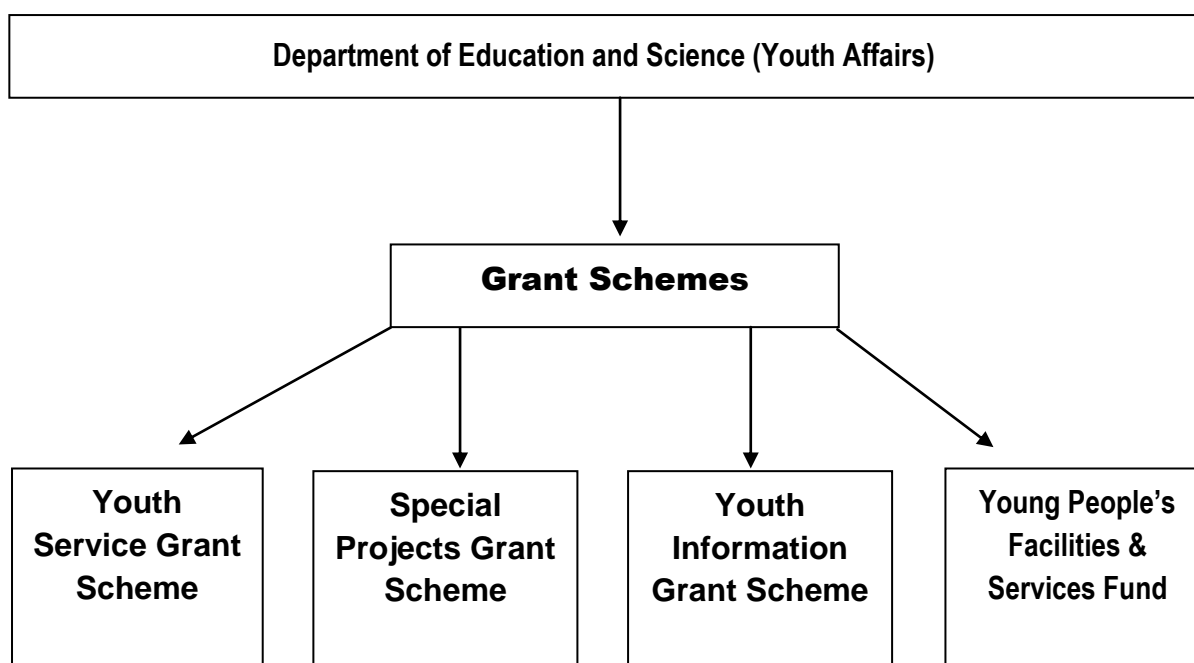 Department of Education and Science (Youth Affairs)
Grant Schemes
Youth
Service Grant
Scheme
Special
Projects Grant
Scheme
Youth
Information
Grant Scheme
Young People’s
Facilities &
Services Fund